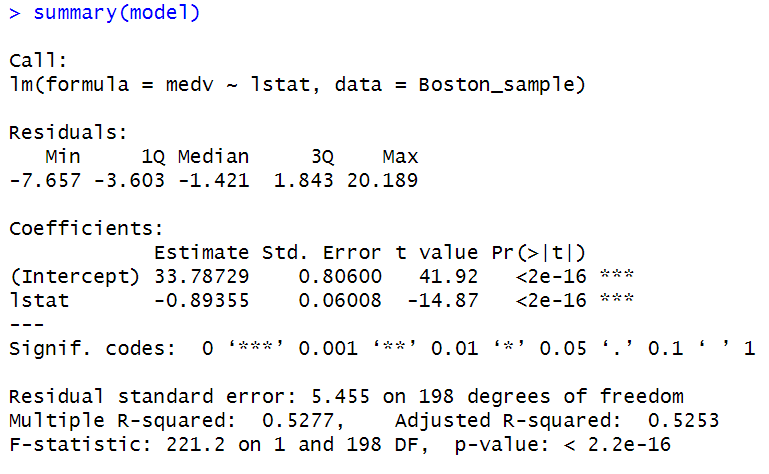 > summary(model)
Call:
lm(formula = medv ~ lstat, data = Boston_sample)
Residuals:
Min 1Q Median 3Q Max
-7.657 -3.603 -1.421 1.843 20.189
Coefficients:
Estimate Std. Error t value Pr(>|t|)
(Intercept) 33.78729 0.80600 41.92 <2e-16 ***
lstat -0.89355 0.06008 -14.87 <2e-16 ***
---
Signif. codes: 0 ‘***’ 0.001 ‘**’ 0.01 ‘*’ 0.05 ‘.’ 0.1 ‘ ’ 1
Residual standard error: 5.455 on 198 degrees of freedom
Multiple R-squared: 0.5277, Adjusted R-squared: 0.5253
F-statistic: 221.2 on 1 and 198 DF, p-value: < 2.2e-16